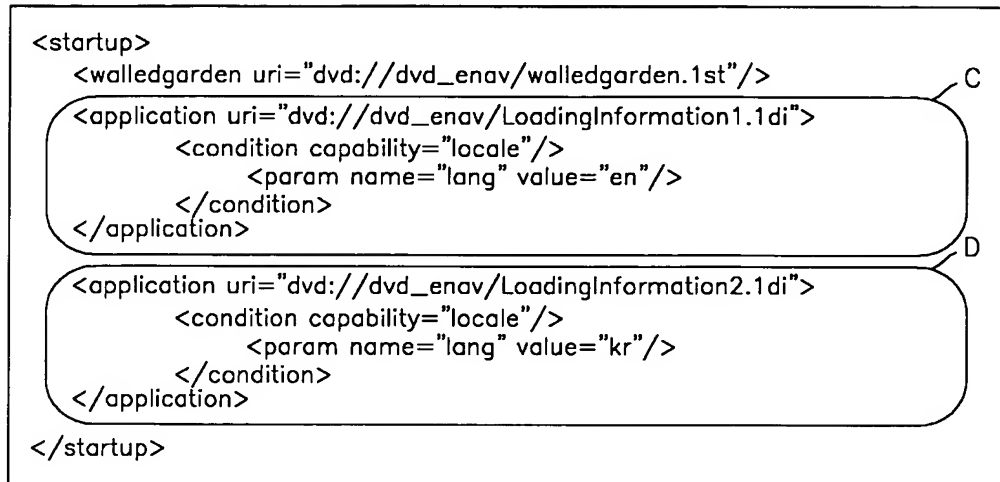 <startup>
<walledgarden uri="dvd://dvd_enav/walledgarden.1st"/>
C
<application uri="dvd://dvd_enav/LoadingInformation1.1di">
<condition capability="locale"/>
<param name="lang" value="en"/>
</condition>
</application>
D
<application uri="dvd://dvd_enav/LoadingInformation2.1di">
<condition capability="locale"/>
<param name="lang" value="kr"/>
</condition>
</application>
</startup>